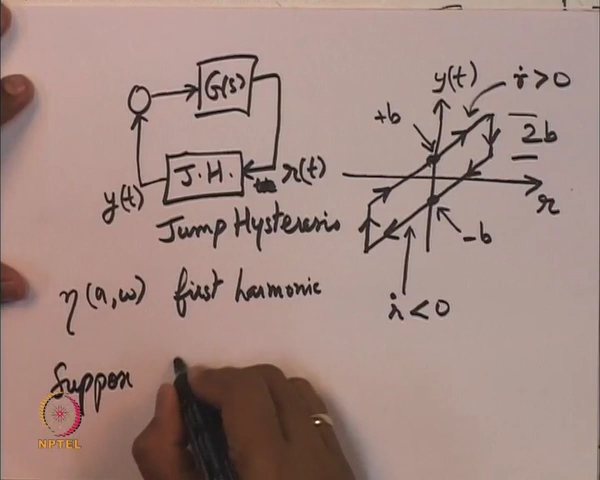 G(s)
y(t)
ṙ>0
+b
2b
J.H.
r(t)
y(t)
r
Jump Hysteresis
-b
η(a,ω) first harmonic
ṙ<0
Suppos
NPTEL